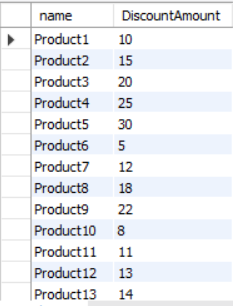 name DiscountAmount
Product1 10
Product2 15
Product3 20
Product4 25
Product5 30
Product6 5
Product7 12
Product8 18
Product9 22
Product10 8
Product11 11
Product12 13
Product13 14